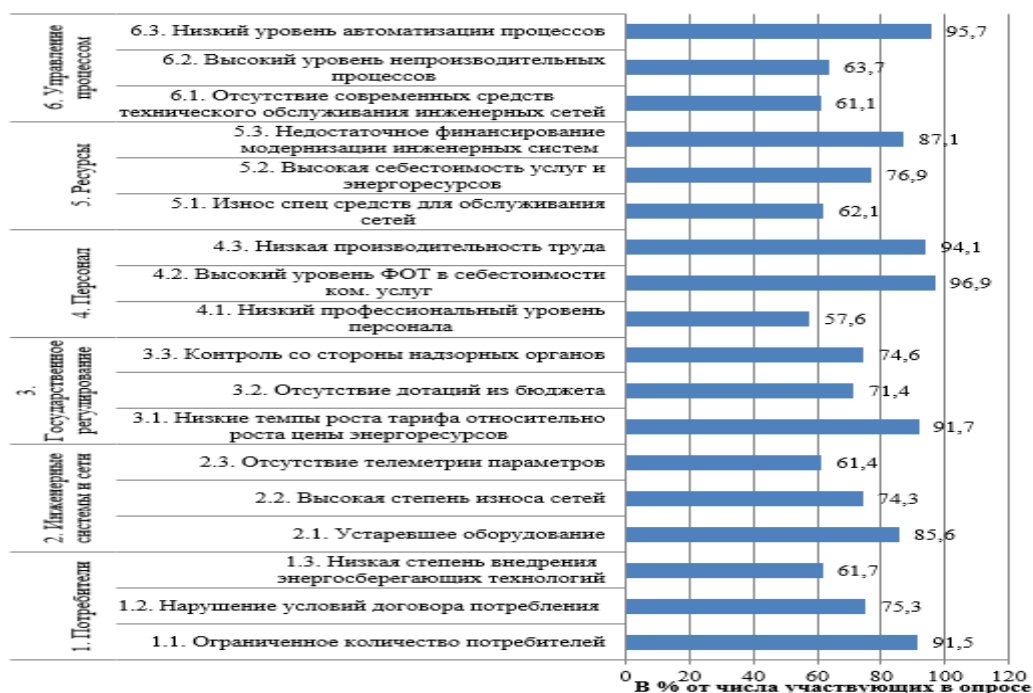 6. Управление
процессом
6.3. Низкий уровень автоматизации процессов
95,7
6.2. Высокий уровень непроизводительных
процессов
63,7
6.1. Отсутствие современных средств
технического обслуживания инженерных сетей
61,1
5. Ресурсы
5.3. Недостаточное финансирование
модернизации инженерных систем
87,1
5.2. Высокая себестоимость услуг и
энергоресурсов
76,9
5.1. Износ спец средств для обслуживания
сетей
62,1
4. Персонал
4.3. Низкая производительность труда
94,1
4.2. Высокий уровень ФОТ в себестоимости
ком. услуг
96,9
4.1. Низкий профессиональный уровень
персонала
57,6
3.
Государственное
регулирование
3.3. Контроль со стороны надзорных органов
74,6
3.2. Отсутствие дотаций из бюджета
71,4
3.1. Низкие темпы роста тарифа относительно
роста цены энергоресурсов
91,7
2. Инженерные
системы и сети
2.3. Отсутствие телеметрии параметров
61,4
2.2. Высокая степень износа сетей
74,3
2.1. Устаревшее оборудование
85,6
1. Потребители
1.3. Низкая степень внедрения
энергосберегающих технологий
61,7
1.2. Нарушение условий договора потребления
75,3
1.1. Ограниченное количество потребителей
91,5
0 20 40 60 80 100 120
В % от числа участвующих в опросе